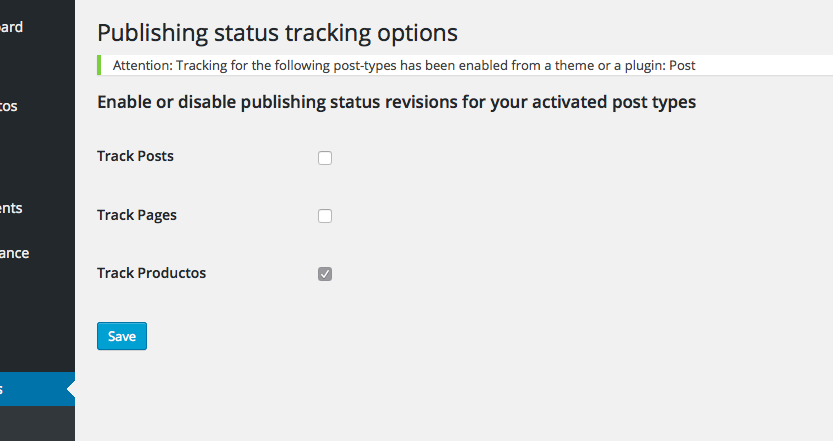 Publishing status tracking options
ard
Attention: Tracking for the following post-types has been enabled from a theme or a plugin: Post
tos
Enable or disable publishing status revisions for your activated post types
Track Posts
ents
Track Pages
ance
Track Productos
Save
s